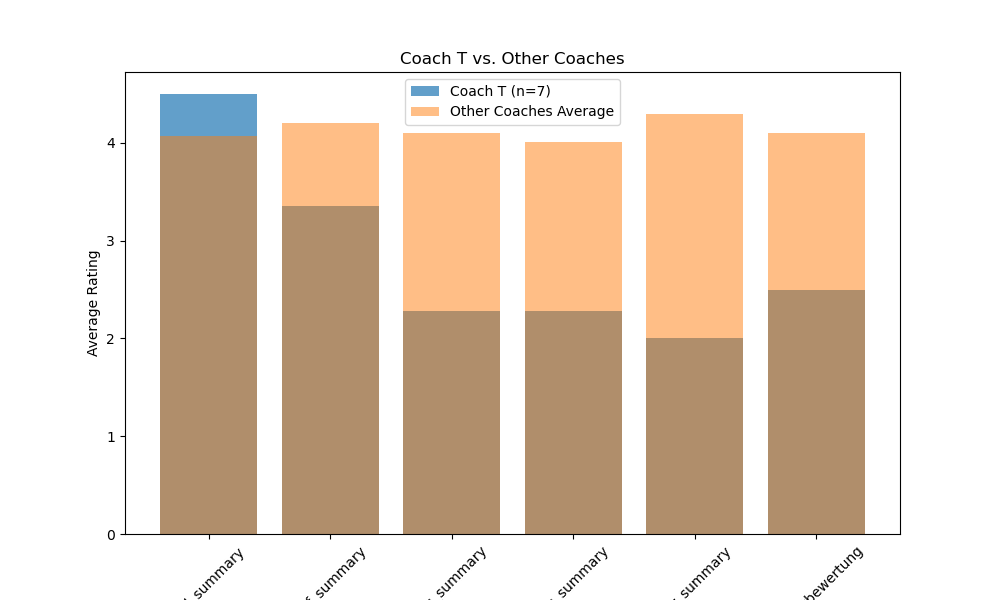 Coach T vs. Other Coaches
Coach T (n=7)
Other Coaches Average
Average Rating
4
3
2
1
0
summary
summary
summary
summary
summary
bewertung